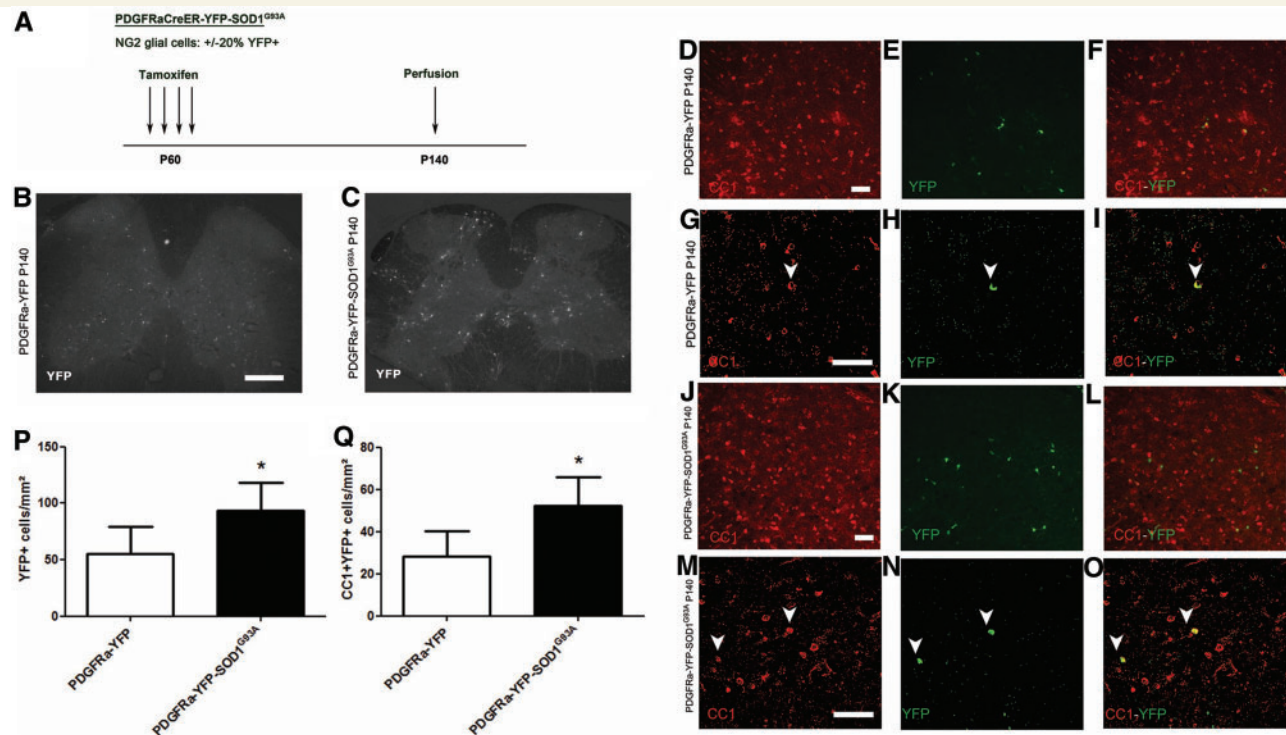 A
PDGFRaCreER-YFP-SOD1G93A
NG2 glial cells: +/-20% YFP+
Tamoxifen
Perfusion
P60
P140
B
PDGFRa-YFP P140
YFP
C
PDGFRa-YFP-SOD1G93A P140
YFP
P
YFP+ cells/mm²
150
100
50
0
*
PDGFRa-YFP
PDGFRa-YFP-SOD1G93A
Q
CC1+YFP+ cells/mm²
80
60
40
20
0
*
PDGFRa-YFP
PDGFRa-YFP-SOD1G93A
PDGFRa-YFP P140
D
CC1
E
YFP
F
CC1-YFP
PDGFRa-YFP P140
G
CC1
H
YFP
I
CC1-YFP
PDGFRa-YFP-SOD1G93A P140
J
CC1
K
YFP
L
CC1-YFP
PDGFRa-YFP-SOD1G93A P140
M
CC1
N
YFP
O
CC1-YFP